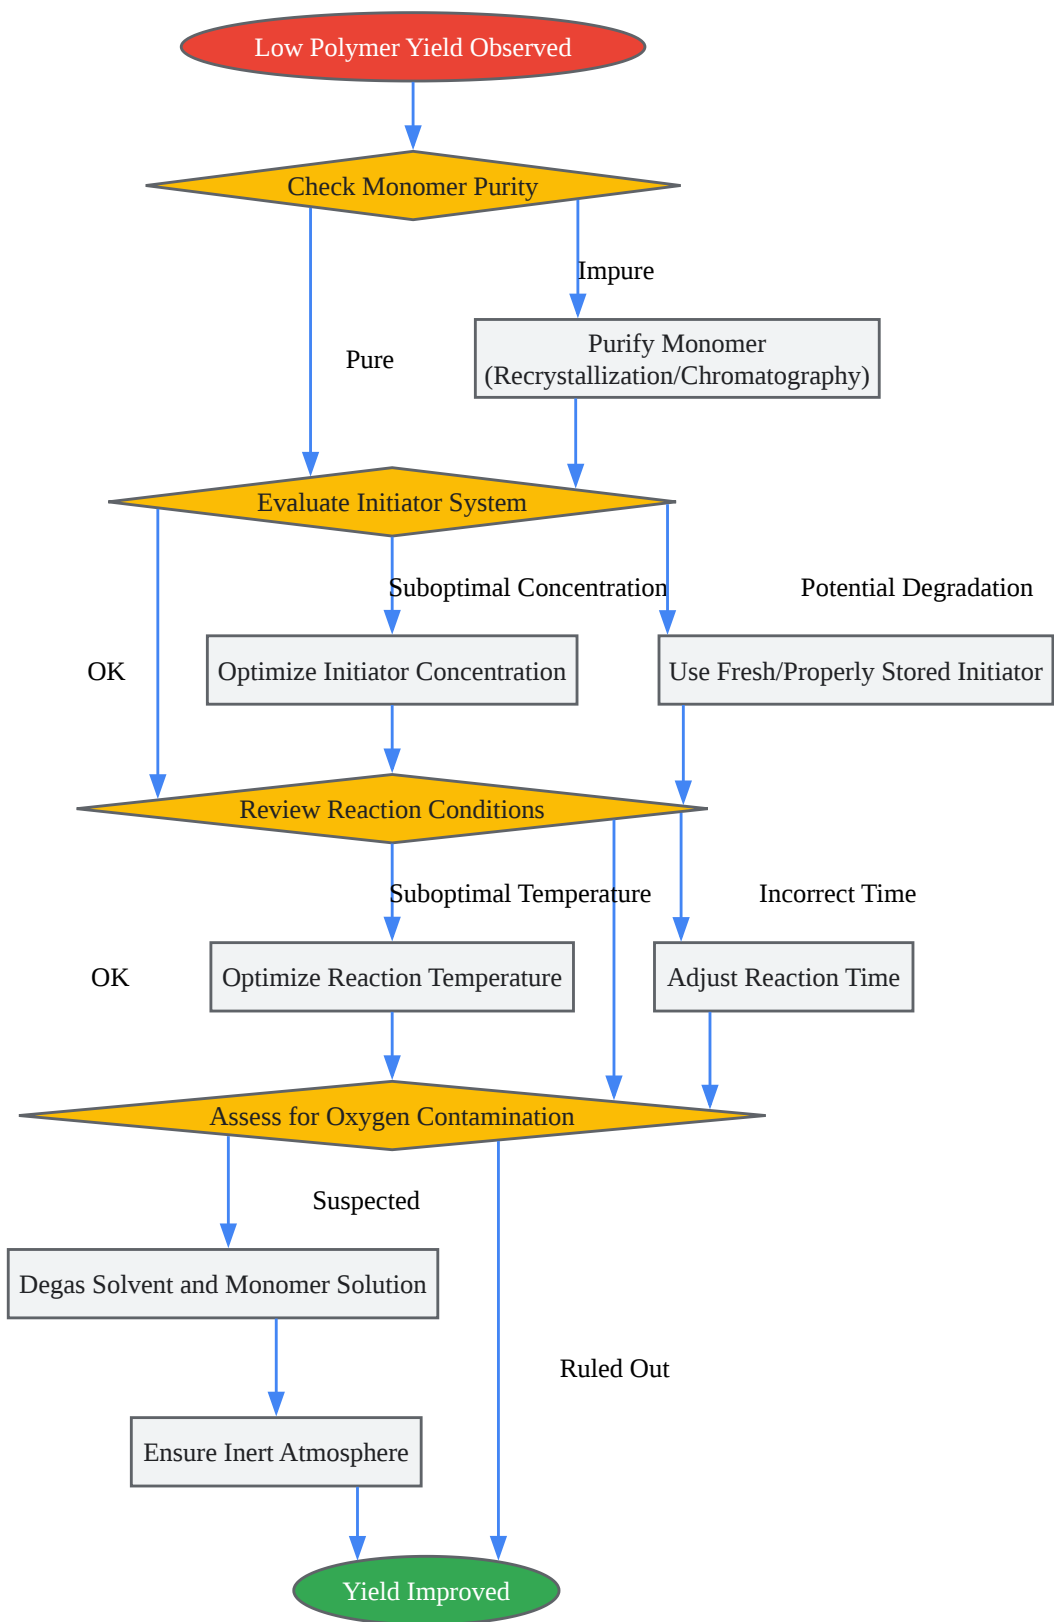 Low Polymer Yield Observed
Check Monomer Purity
Impure
Purify Monomer
(Recrystallization/Chromatography)
Pure
Evaluate Initiator System
Suboptimal Concentration
Potential Degradation
OK
Optimize Initiator Concentration
Use Fresh/Properly Stored Initiator
Review Reaction Conditions
Suboptimal Temperature
Incorrect Time
OK
Optimize Reaction Temperature
Adjust Reaction Time
Assess for Oxygen Contamination
Suspected
Degas Solvent and Monomer Solution
Ruled Out
Ensure Inert Atmosphere
Yield Improved